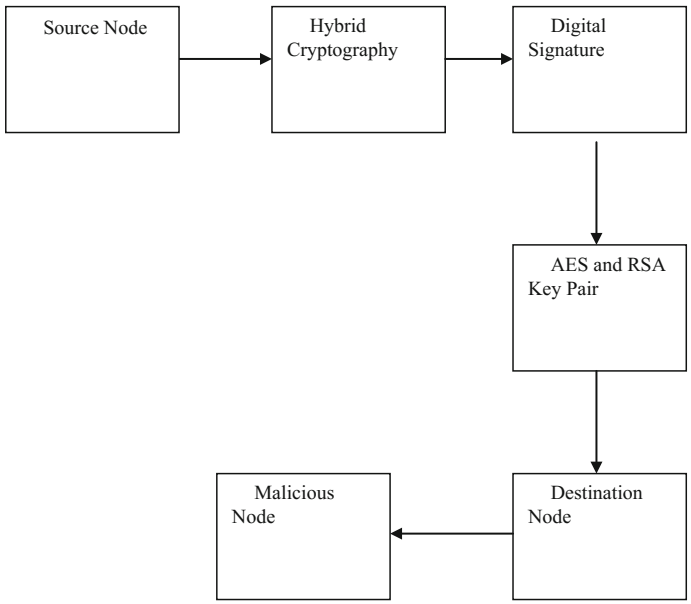 Source Node
Hybrid
Cryptography
Digital
Signature
AES and RSA
Key Pair
Malicious
Node
Destination
Node